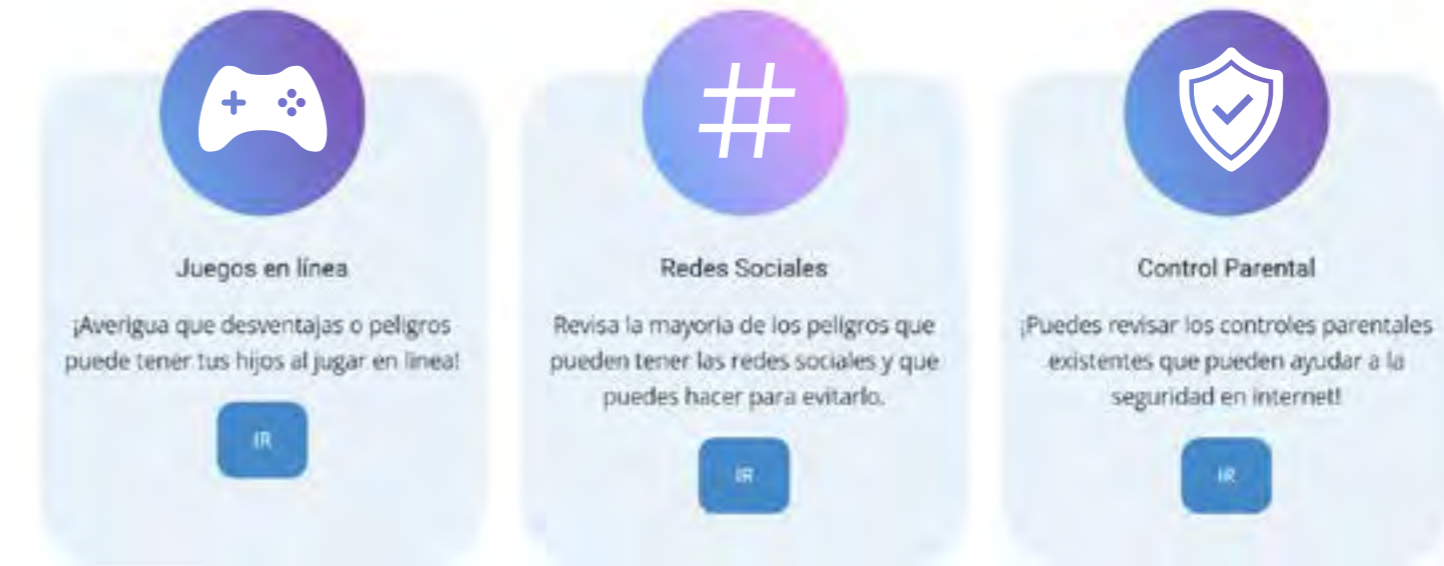 Juegos en línea
¡Averigua que desventajas o peligros
puede tener tus hijos al jugar en linea!
IR
Redes Sociales
Revisa la mayoria de los peligros que
pueden tener las redes sociales y que
puedes hacer para evitarlo.
IR
Control Parental
¡Puedes revisar los controles parentales
existentes que pueden ayudar a la
seguridad en internet!
IR